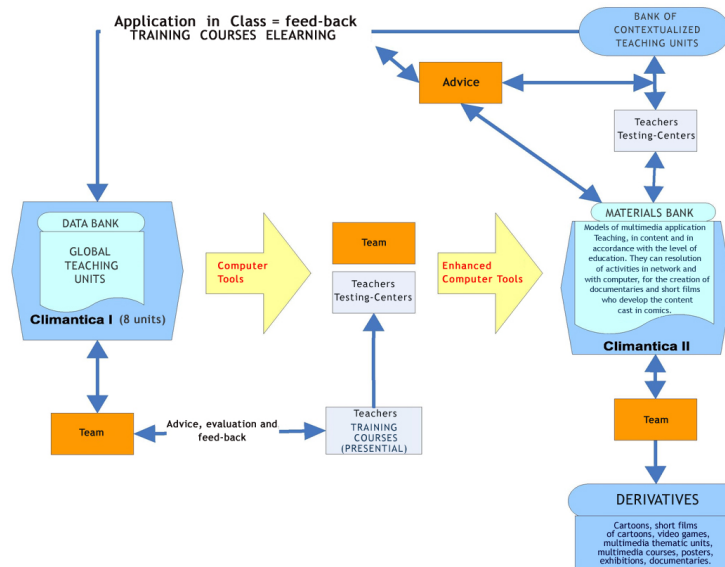 Application in Class = feed-back
TRAINING COURSES ELEARNING
BANK OF
CONTEXTUALIZED
TEACHING UNITS
Advice
Teachers
Testing-Centers
DATA BANK
GLOBAL
TEACHING
UNITS
Climantica I (8 units)
Computer
Tools
Team
Teachers
Testing-Centers
Enhanced
Computer Tools
MATERIALS BANK
Models of multimedia application
Teaching, in content and in
accordance with the level of
education. They can resolution
of activities in network and
with computer, for the creation of
documentaries and short films
who develop the content
cast in comics.
Climantica II
Team
Advice, evaluation and
feed-back
Teachers
TRAINING
COURSES
(PRESENTIAL)
Team
DERIVATIVES
Cartoons, short films
of cartoons, video games,
multimedia thematic units,
multimedia courses, posters,
exhibitions, documentaries.